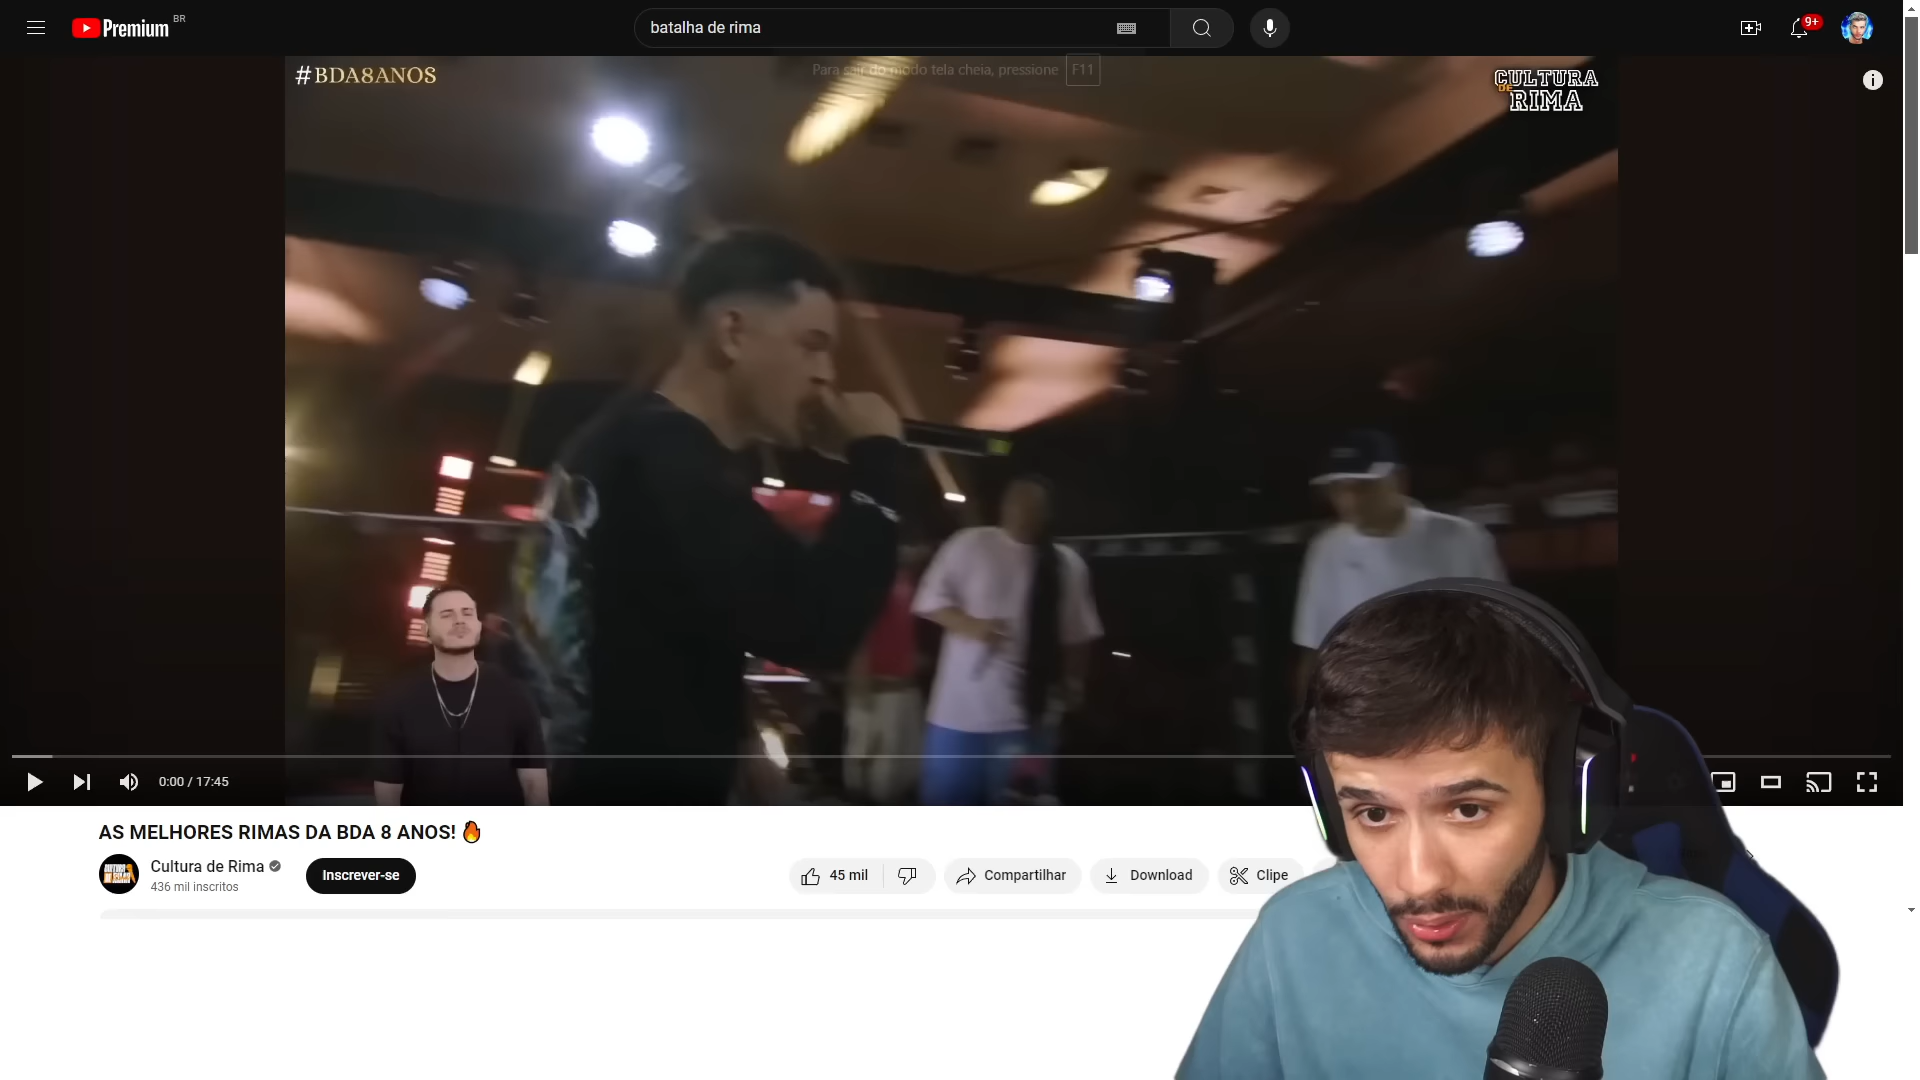 Premium BR
batalha de rima
9+
#BDA8ANOS
Para sair do modo tela cheia, pressione F11
CULTURA
DE
RIMA
0:00 / 17:45
AS MELHORES RIMAS DA BDA 8 ANOS! 🔥
Cultura de Rima
436 mil inscritos
Inscrever-se
45 mil
Compartilhar
Download
Clipe